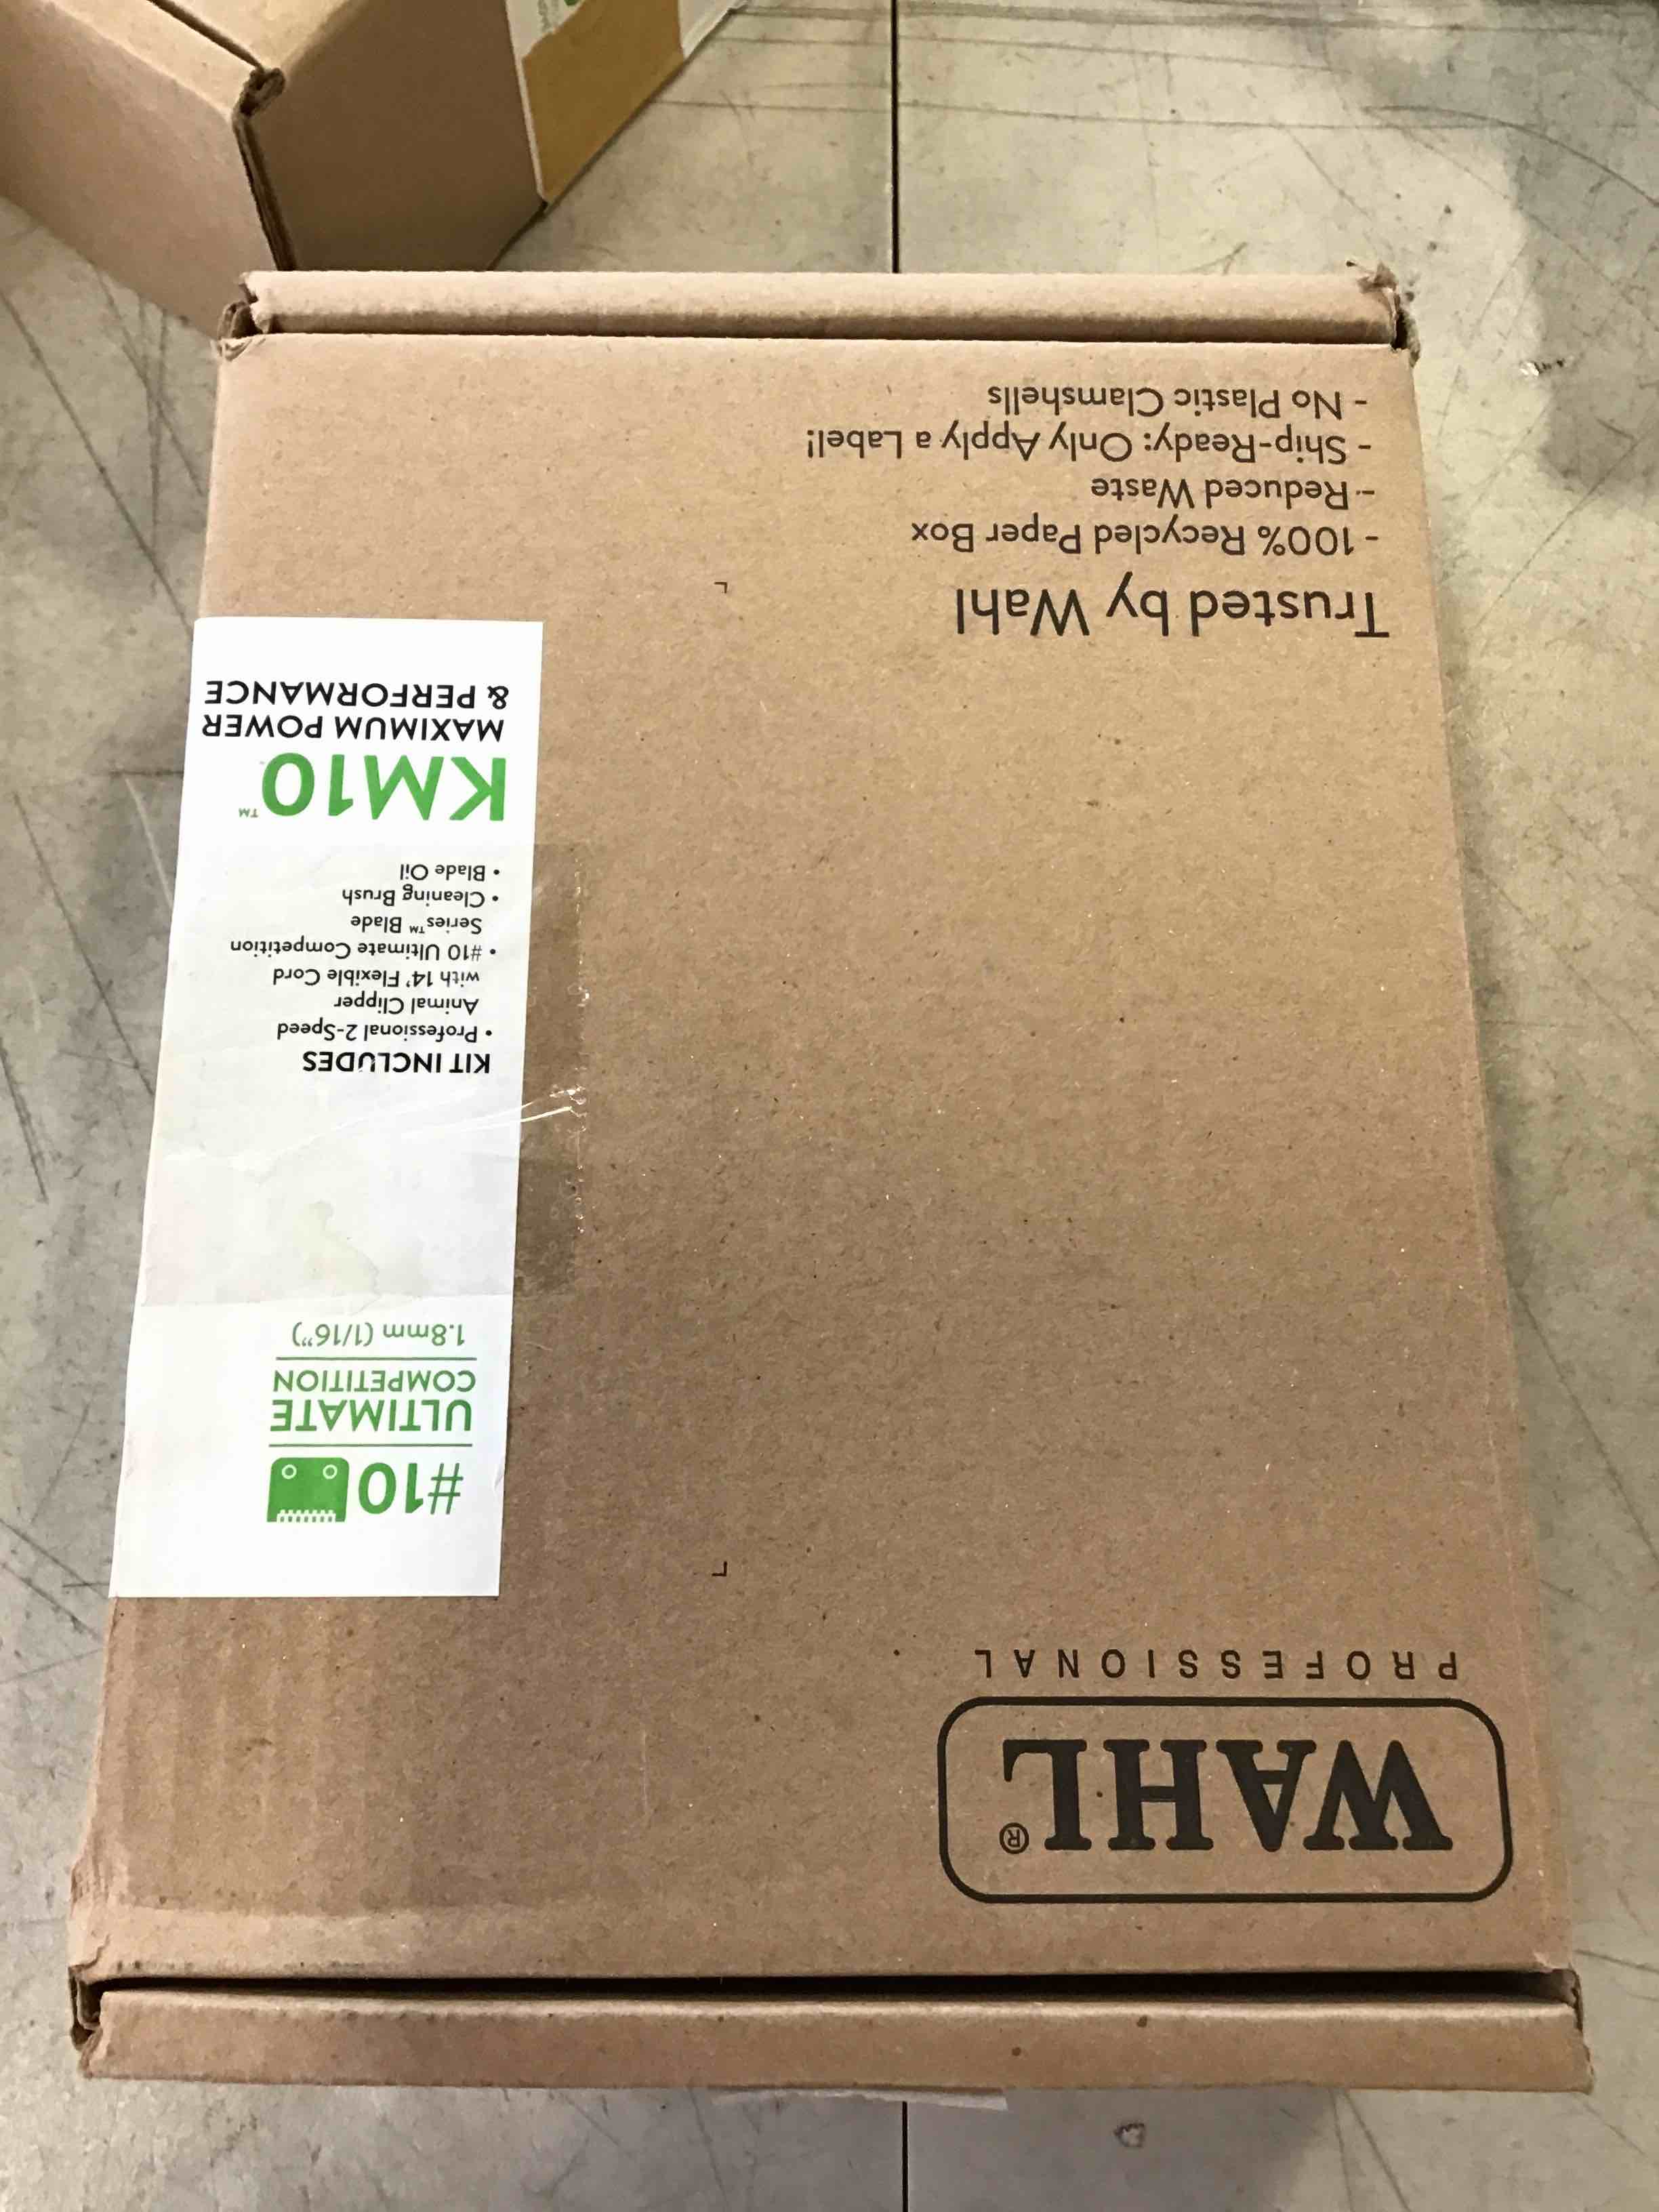 WAHL®
PROFESSIONAL
Trusted by Wahl
- 100% Recycled Paper Box
- Reduced Waste
- Ship-Ready: Only Apply a Label!
- No Plastic Clamshells
#10
ULTIMATE
COMPETITION
1.8mm (1/16")
KIT INCLUDES
• Professional 2-Speed
Animal Clipper
with 14' Flexible Cord
• #10 Ultimate Competition
Series™ Blade
• Cleaning Brush
• Blade Oil
KM10™
MAXIMUM POWER
& PERFORMANCE